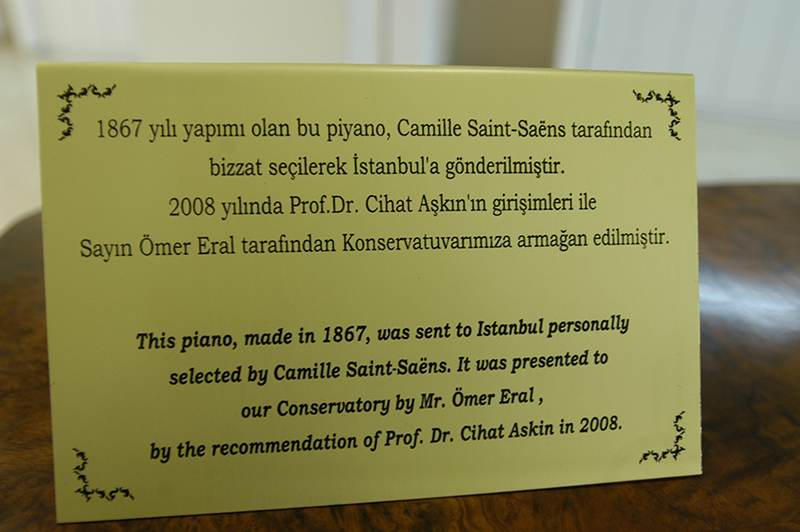 1867 yılı yapımı olan bu piyano, Camille Saint-Saëns tarafından
bizzat seçilerek İstanbul'a gönderilmiştir.
2008 yılında Prof.Dr. Cihat Aşkın'ın girişimleri ile
Sayın Ömer Eral tarafından Konservatuvarımıza armağan edilmiştir.
This piano, made in 1867, was sent to Istanbul personally
selected by Camille Saint-Saëns. It was presented to
our Conservatory by Mr. Ömer Eral ,
by the recommendation of Prof. Dr. Cihat Askin in 2008.